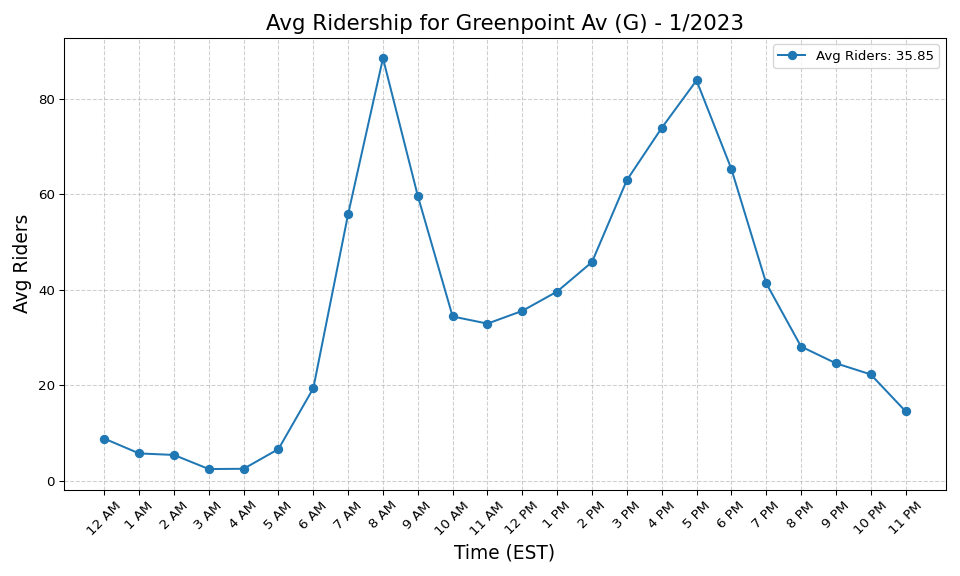 Avg Ridership for Greenpoint Av (G) - 1/2023
Avg Riders: 35.85
Avg Riders
80
60
40
20
0
12 AM
1 AM
2 AM
3 AM
4 AM
5 AM
6 AM
7 AM
8 AM
9 AM
10 AM
11 AM
12 PM
1 PM
2 PM
3 PM
4 PM
5 PM
6 PM
7 PM
8 PM
9 PM
10 PM
11 PM
Time (EST)